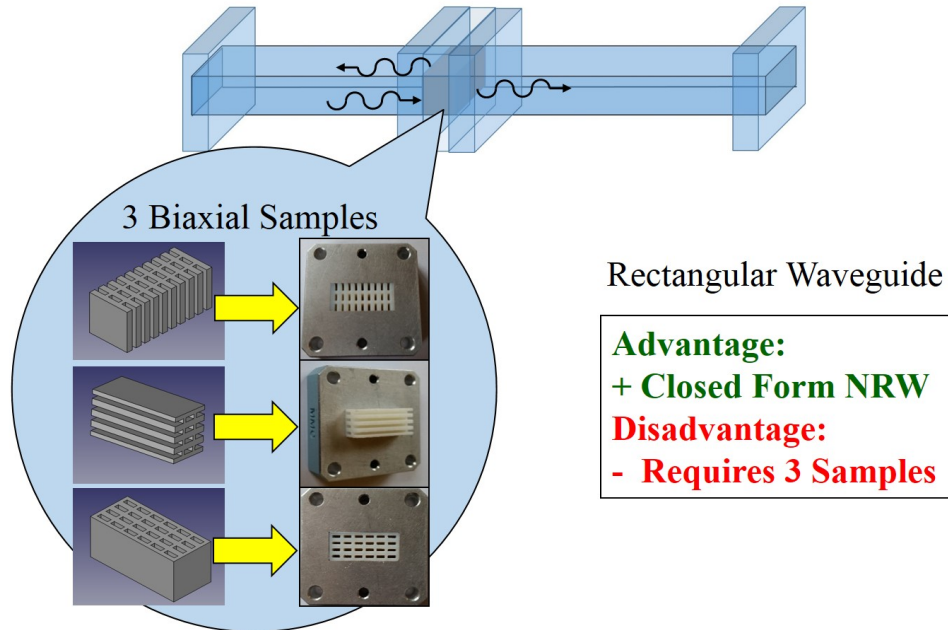 3 Biaxial Samples
Rectangular Waveguide
Advantage:
+ Closed Form NRW
Disadvantage:
- Requires 3 Samples